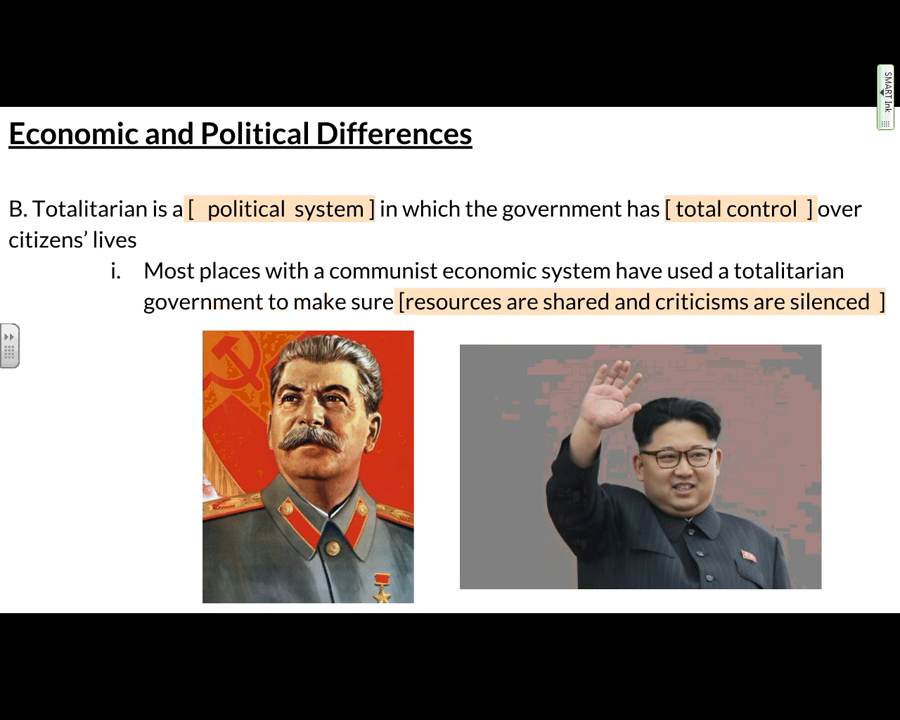 SMART Ink
Economic and Political Differences
B. Totalitarian is a [ political system ] in which the government has [ total control ] over
citizens’ lives
i. Most places with a communist economic system have used a totalitarian
government to make sure [resources are shared and criticisms are silenced ]